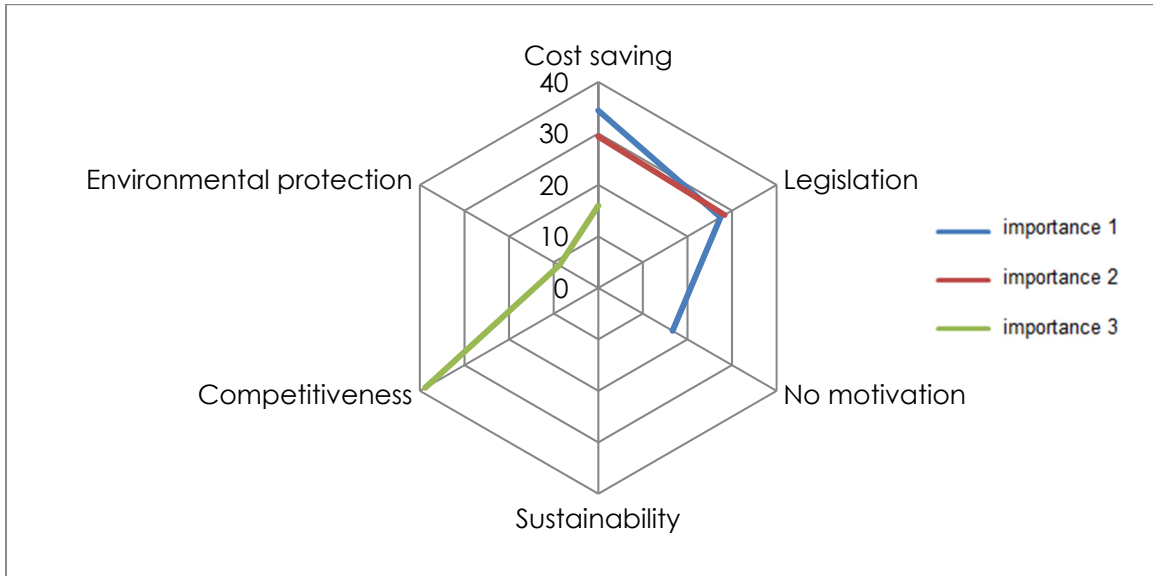 Cost saving
40
30
20
10
0
Environmental protection
Legislation
Competitiveness
No motivation
Sustainability
importance 1
importance 2
importance 3